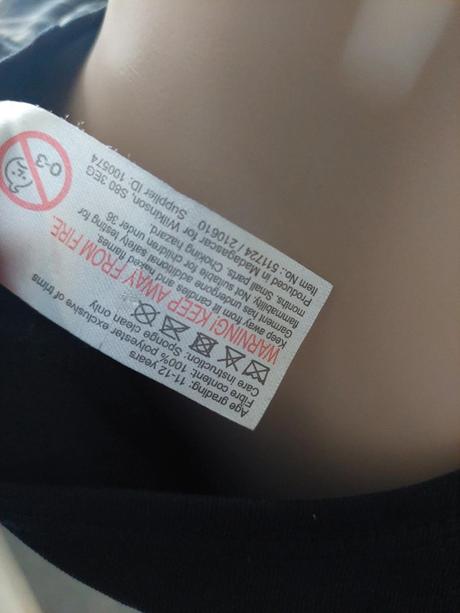 Age grading: 11-12 years
Fibre content: 100% polyester exclusive of trims
Care instruction: Sponge clean only
WARNING! KEEP AWAY FROM FIRE.
Keep away from lit candles and naked flames.
Garment has undergone additional safety testing for
flammability. Not suitable for children under 36
months. Small parts. Choking hazard.
Produced in Madagascar for Wilkinson, S80 3EG
Item No. 511724 / 210610 Supplier ID: 100574
0-3